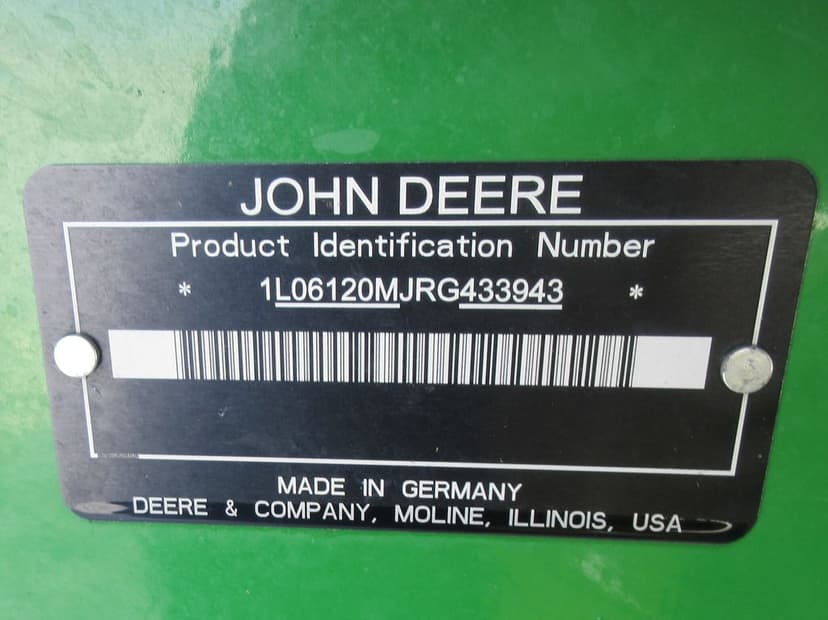 JOHN DEERE
Product Identification Number
* 1L06120MJRG433943 *
MADE IN GERMANY
DEERE & COMPANY, MOLINE, ILLINOIS, USA